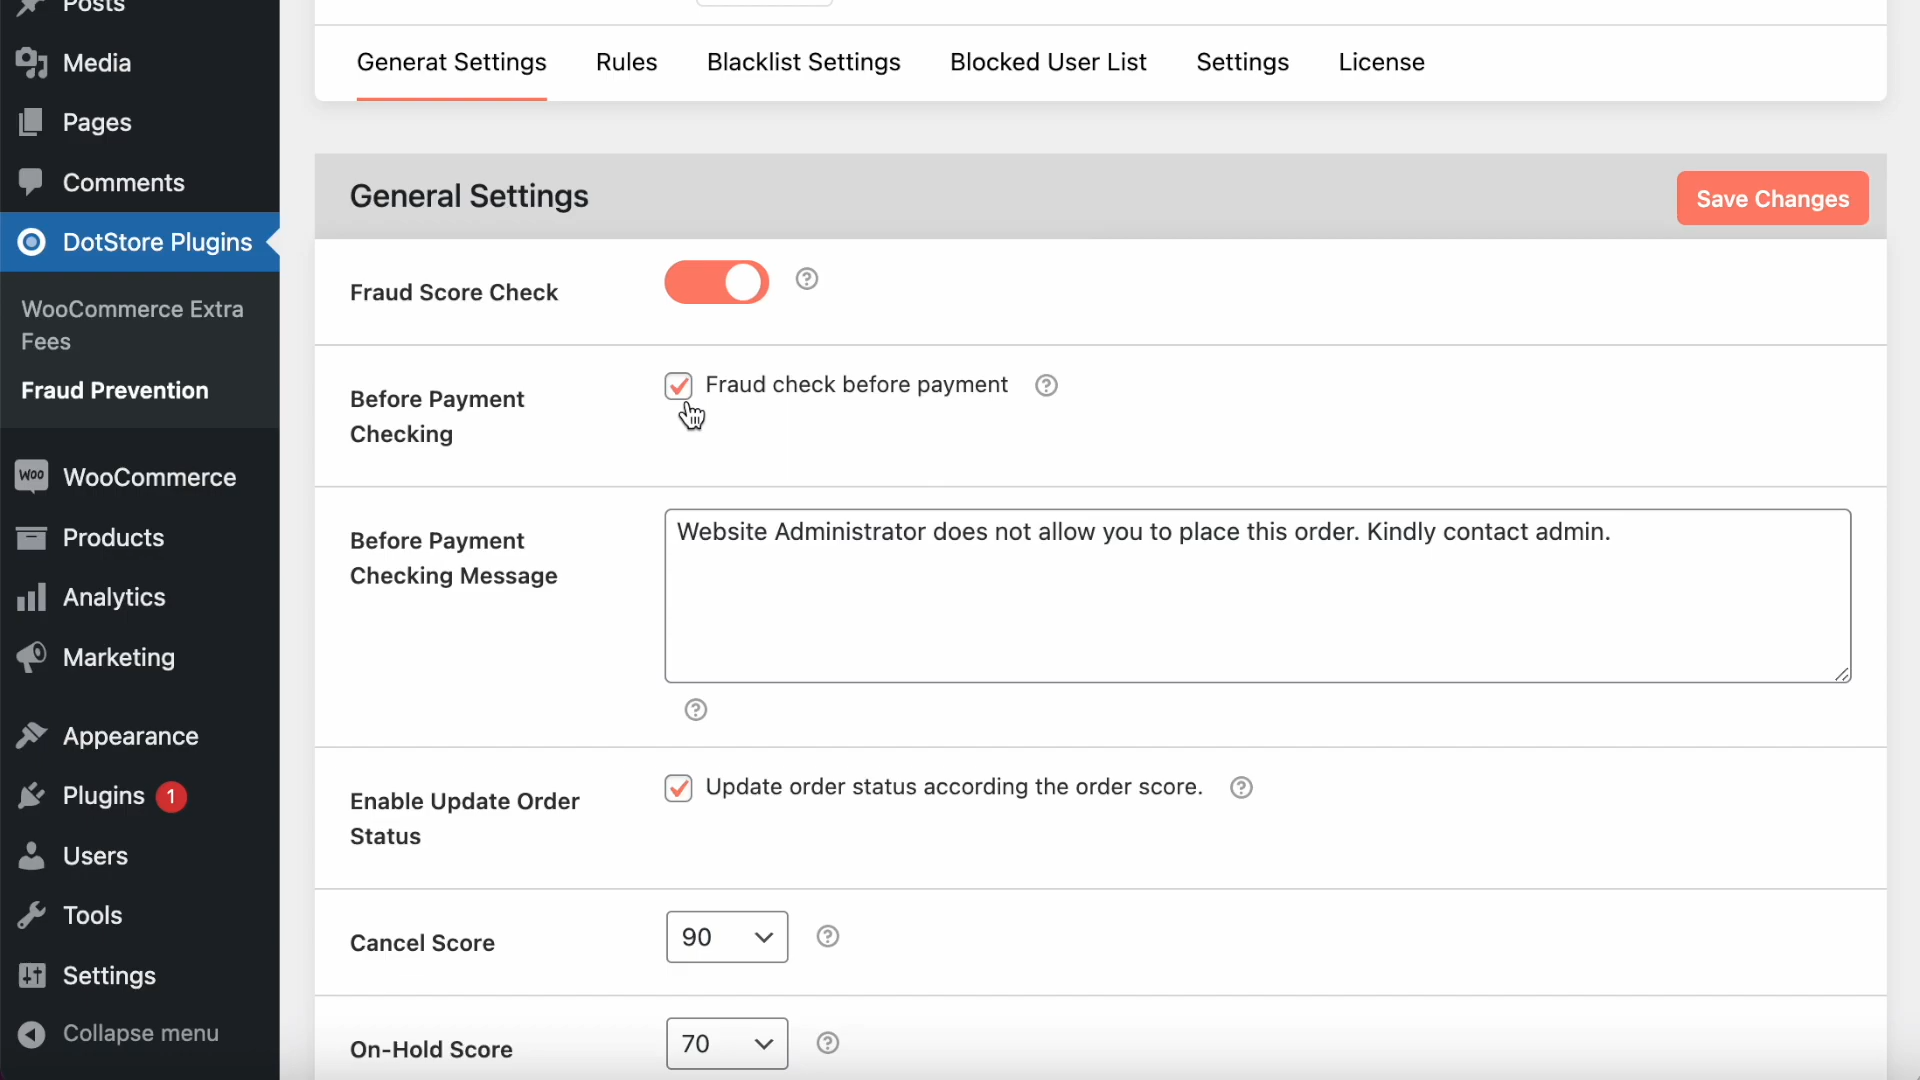 Posts
Media
Pages
Comments
DotStore Plugins
WooCommerce Extra
Fees
Fraud Prevention
WOO WooCommerce
Products
Analytics
Marketing
Appearance
Plugins 1
Users
Tools
Settings
Collapse menu
Generat Settings Rules Blacklist Settings Blocked User List Settings License
General Settings Save Changes
Fraud Score Check ?
Before Payment
Checking
Fraud check before payment ?
Before Payment
Checking Message
Website Administrator does not allow you to place this order. Kindly contact admin.
?
Enable Update Order
Status
Update order status according the order score. ?
Cancel Score 90 ?
On-Hold Score 70 ?